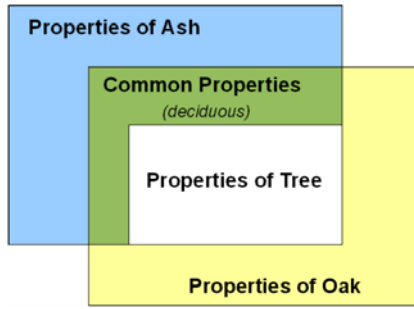 Properties of Ash
Common Properties
(deciduous)
Properties of Tree
Properties of Oak